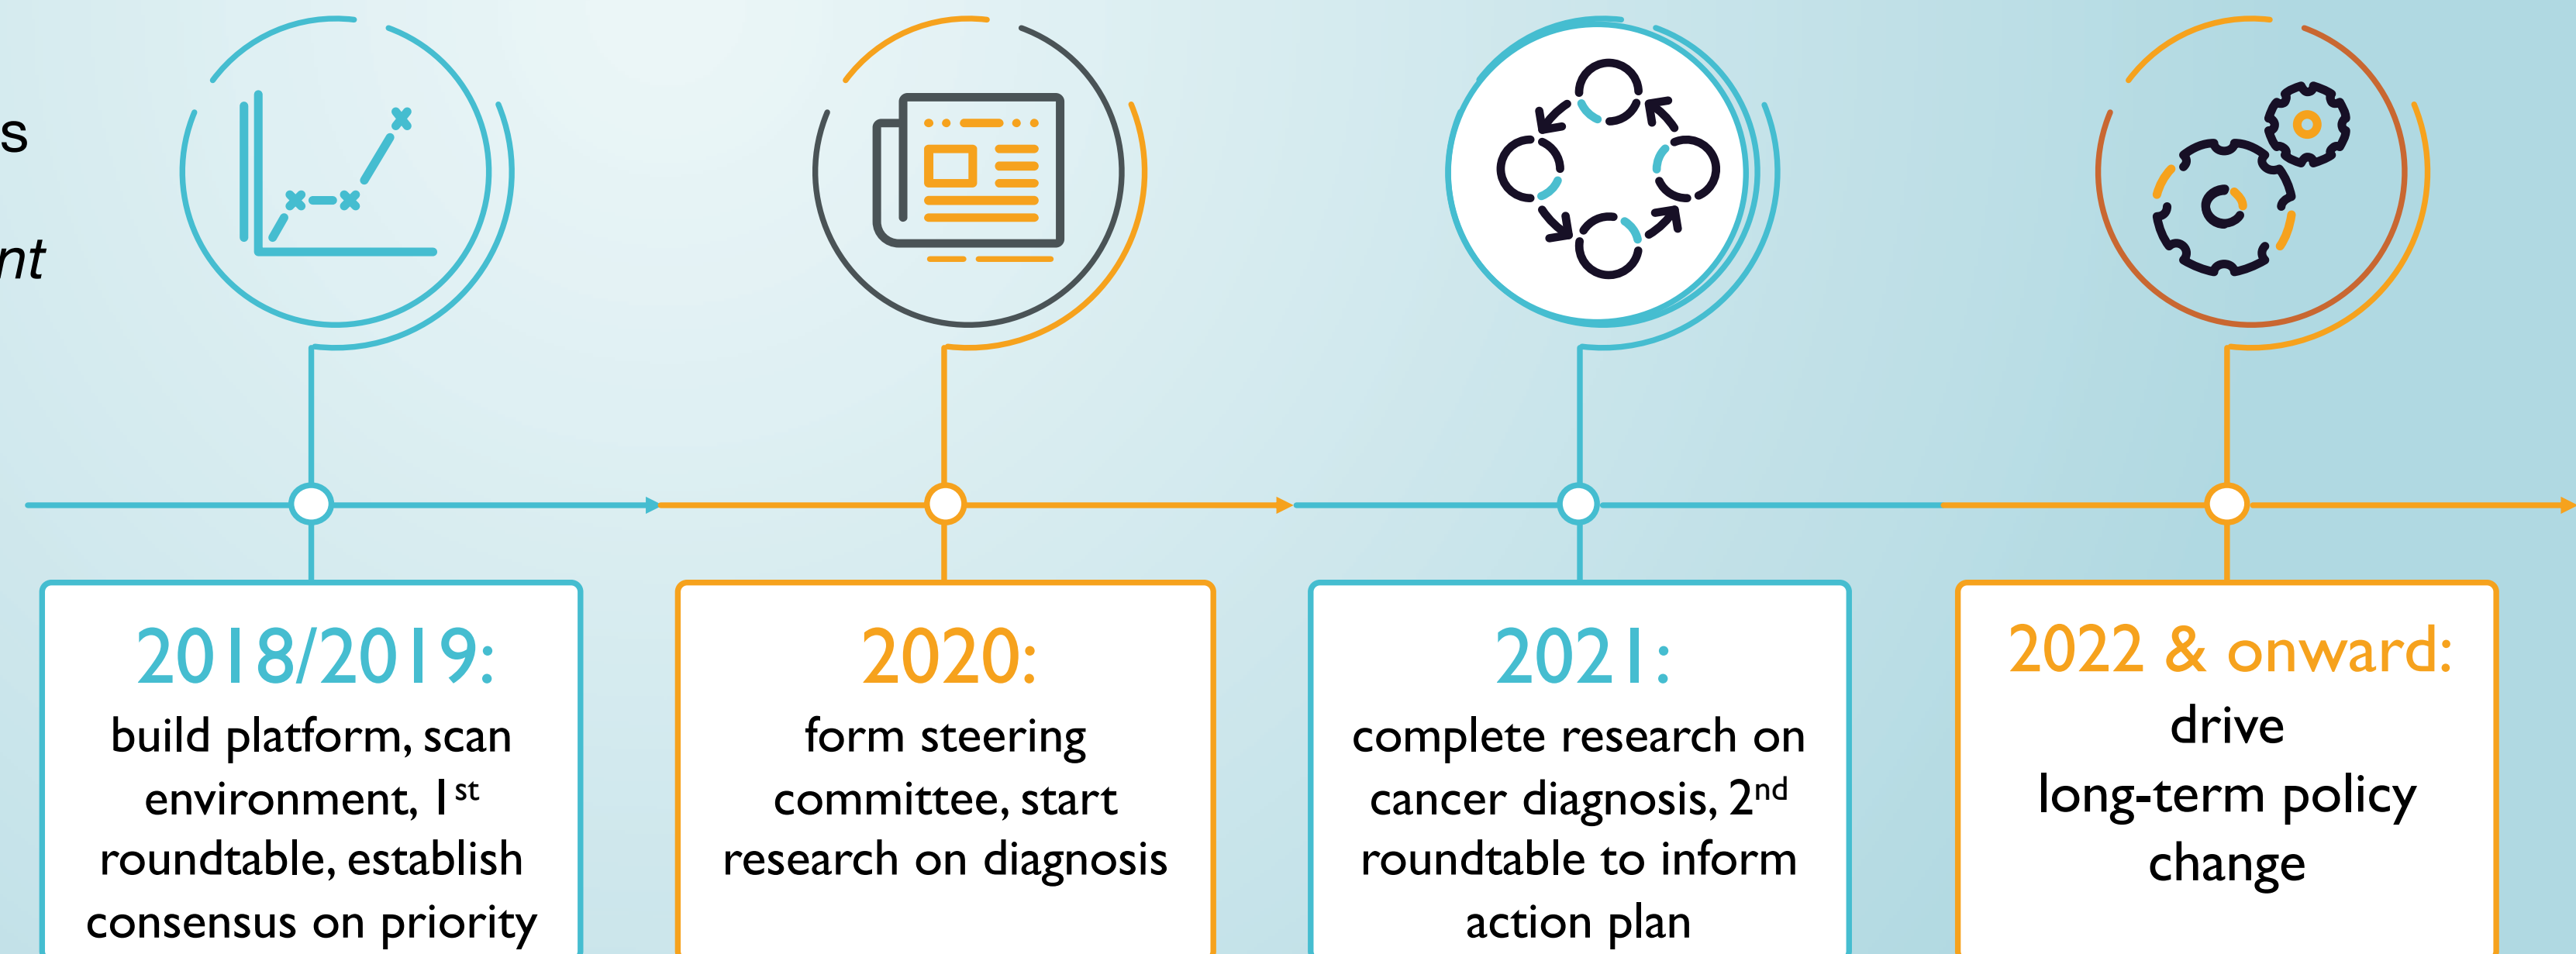 s
nt
2018/2019:
build platform, scan
environment, 1st
roundtable, establish
consensus on priority
2020:
form steering
committee, start
research on diagnosis
2021:
complete research on
cancer diagnosis, 2nd
roundtable to inform
action plan
2022 & onward:
drive
long-term policy
change